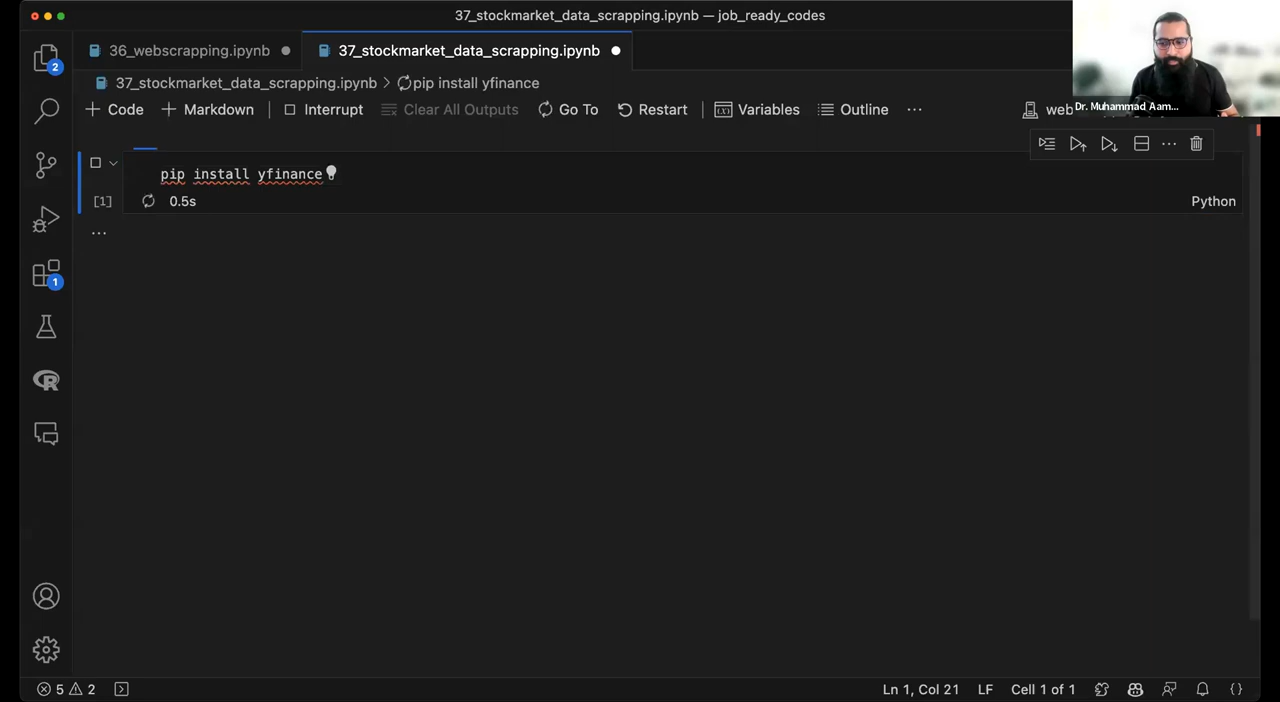 37_stockmarket_data_scrapping.ipynb — job_ready_codes
36_webscrapping.ipynb
37_stockmarket_data_scrapping.ipynb
37_stockmarket_data_scrapping.ipynb > pip install yfinance
+ Code + Markdown | Interrupt Clear All Outputs Go To Restart | Variables Outline ... web
Dr. Muhammad Aam...
pip install yfinance
[1] 0.5s Python
...
2
1
5 2
Ln 1, Col 21 LF Cell 1 of 1